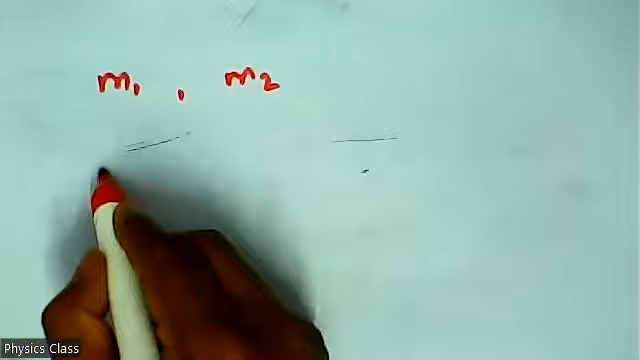 m₁ , m₂
Physics Class